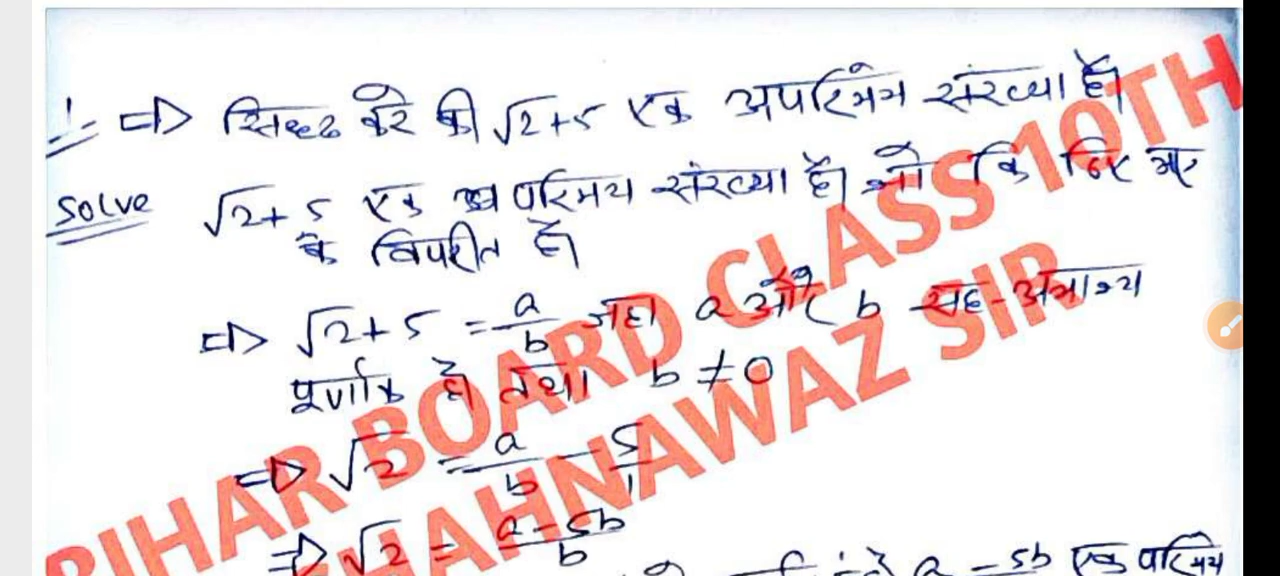 1. ⇒ सिद्ध करे की √2+5 एक अपरिमेय संख्या है।
Solve √2+5 एक परिमेय संख्या है। जो कि दिए गए
के विपरीत है।
⇒ √2+5 = a/b जहा a और b सह-अभाज्य
पूर्णांक है तथा b ≠ 0
⇒ √2 = a/b - 5/1
⇒ √2 = a-5b/b
a-5b एक परिमेय
BIHAR BOARD CLASS 10TH
SHAHNAWAZ SIR